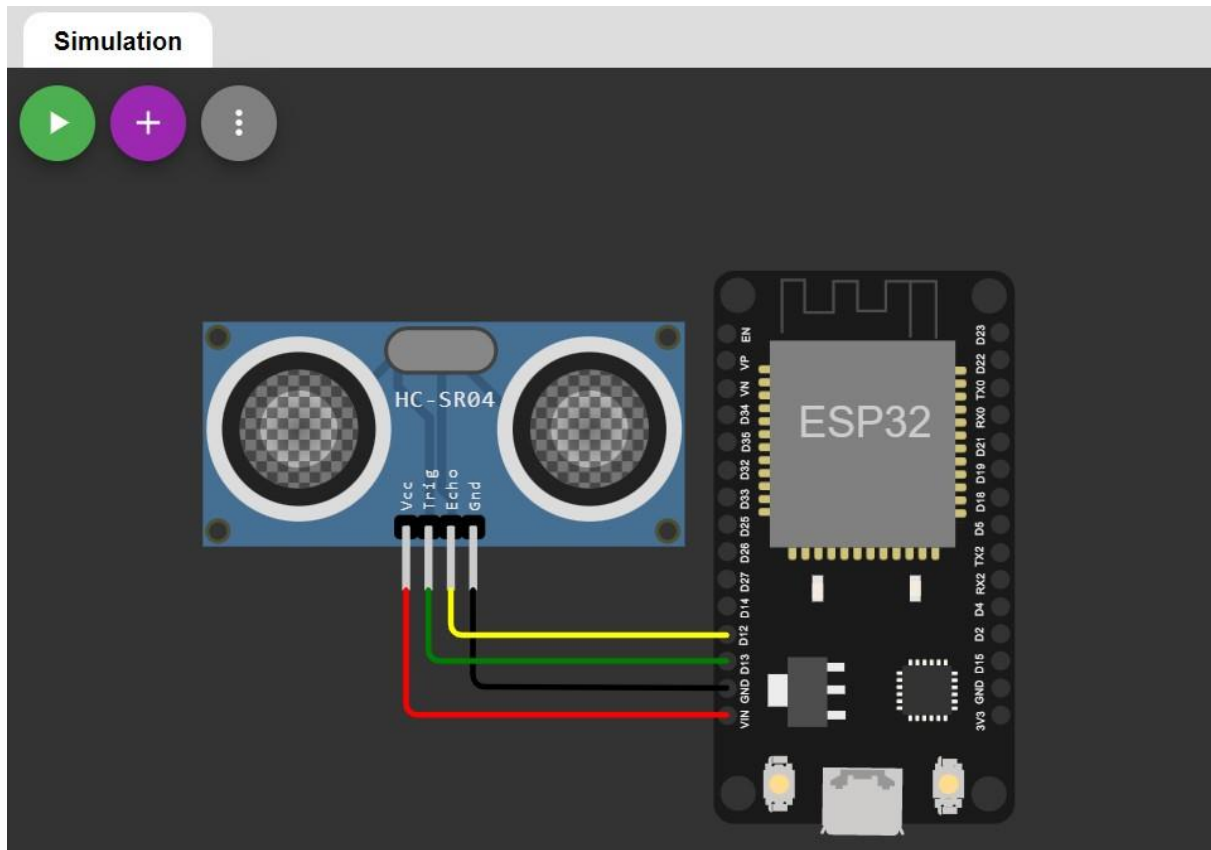 Simulation
HC-SR04
Vcc
Trig
Echo
Gnd
ESP32
EN
VP
VN
D34
D35
D32
D33
D25
D26
D27
D14
D12
D13
GND
VIN
D23
D22
TX0
RX0
D21
D19
D18
D5
TX2
RX2
D4
D2
D15
GND
3V3